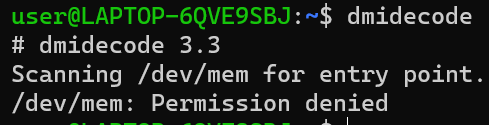 user@LAPTOP-6QVE9SBJ:~$ dmidecode
# dmidecode 3.3
Scanning /dev/mem for entry point.
/dev/mem: Permission denied